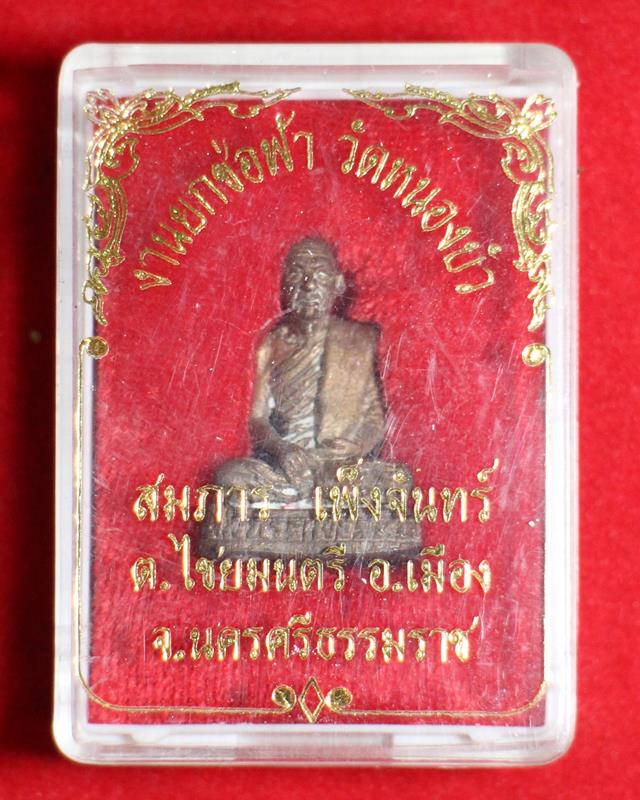 งานยกช่อฟ้า วัดหนองบัว
สมภาร เพ็งจันทร์
ต.ไชยมนตรี อ.เมือง
จ.นครศรีธรรมราช